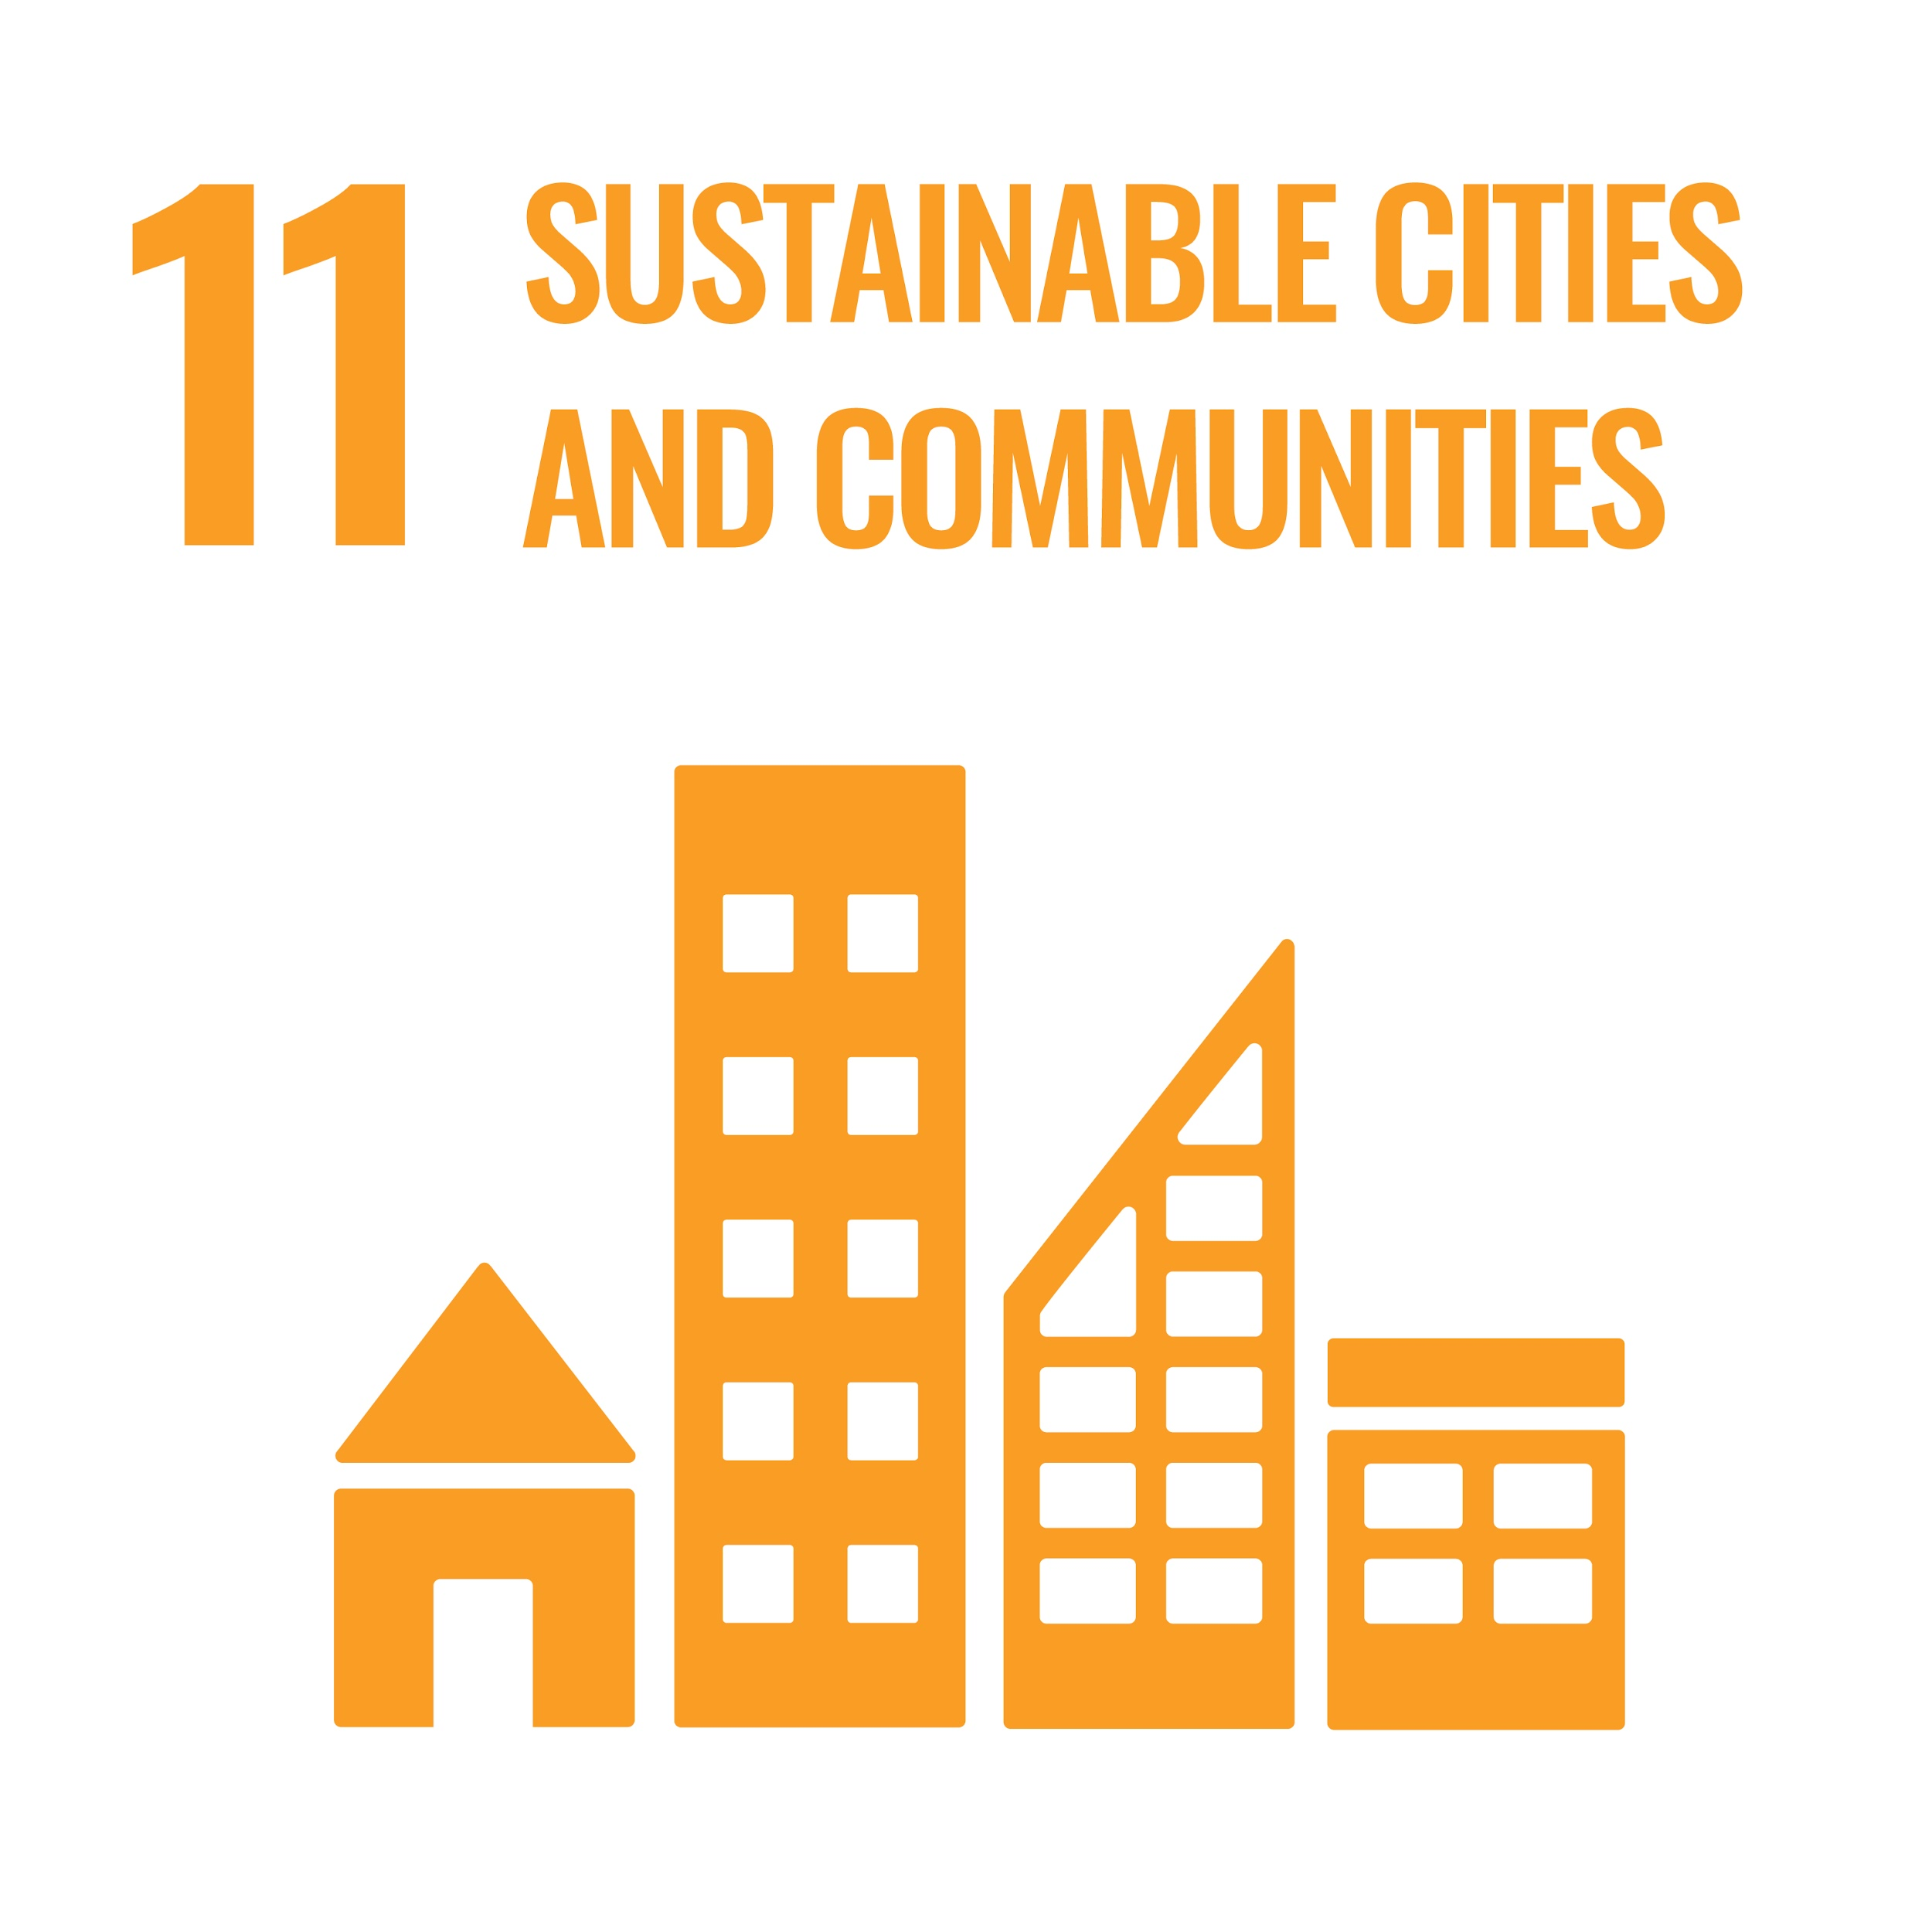 11
SUSTAINABLE CITIES
AND COMMUNITIES